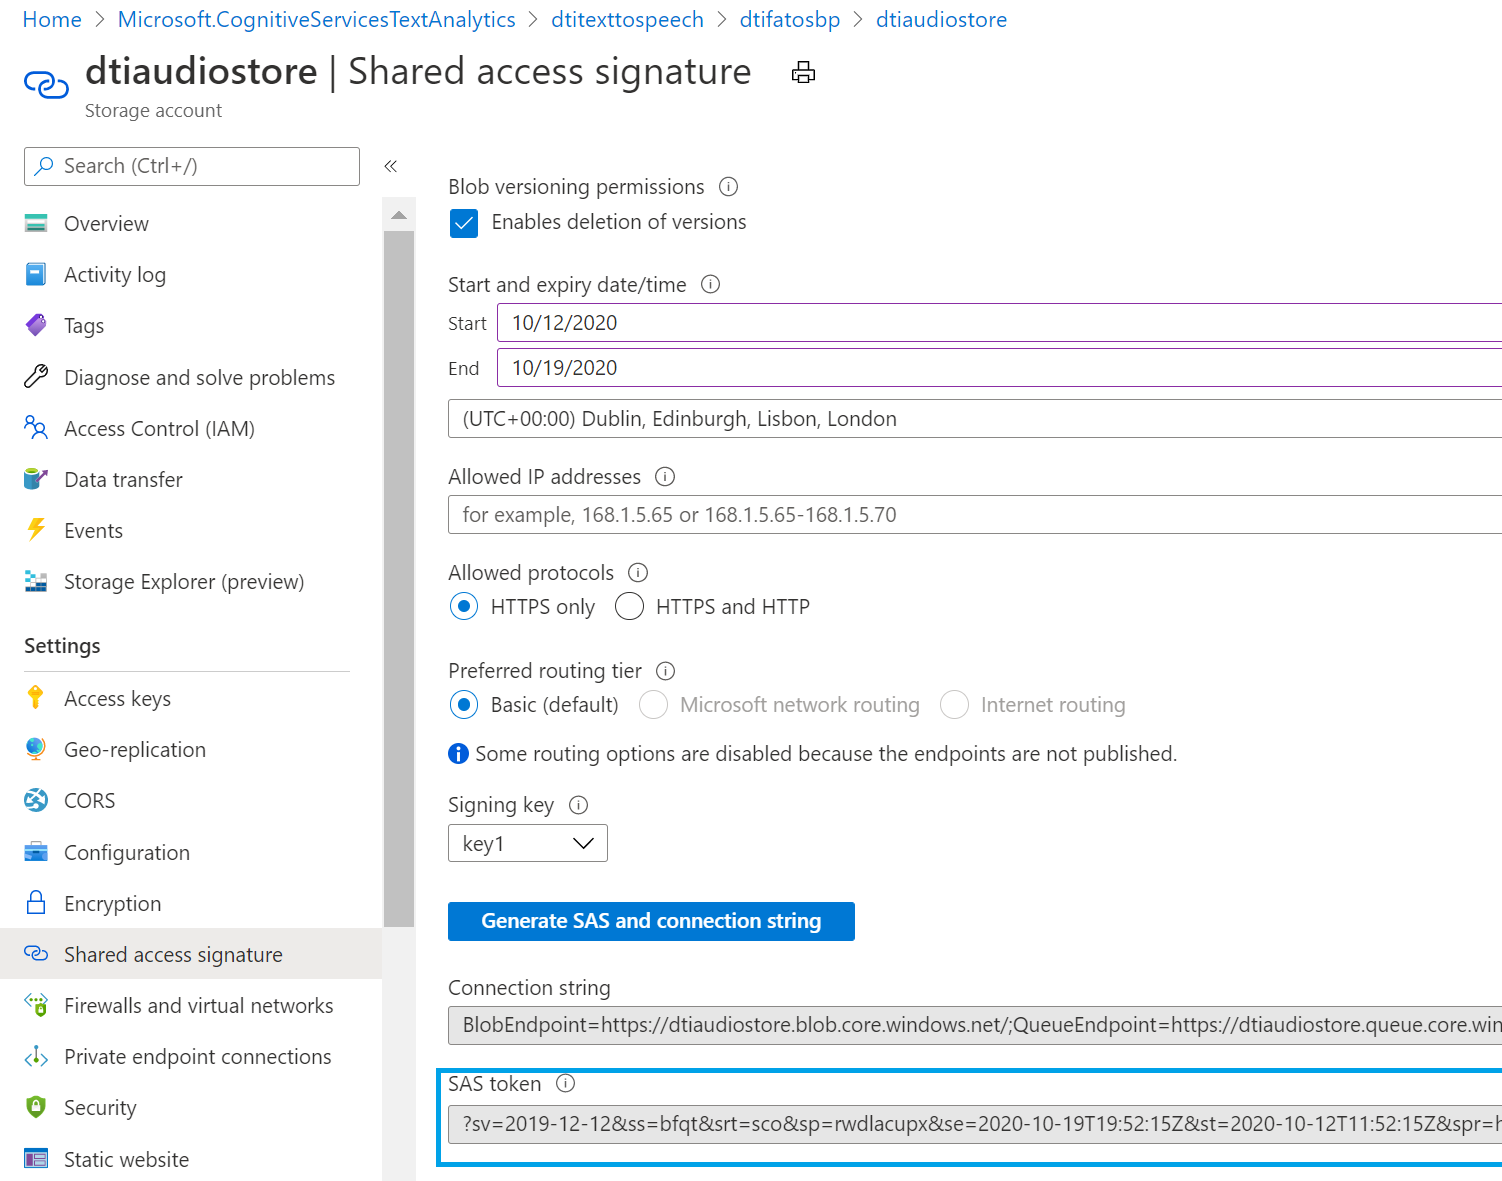 Home > Microsoft.CognitiveServicesTextAnalytics > dtitexttospeech > dtifatosbp > dtiaudiostore
dtiaudiostore | Shared access signature
Storage account
Search (Ctrl+/)
«
Overview
Activity log
Tags
Diagnose and solve problems
Access Control (IAM)
Data transfer
Events
Storage Explorer (preview)
Settings
Access keys
Geo-replication
CORS
Configuration
Encryption
Shared access signature
Firewalls and virtual networks
Private endpoint connections
Security
Static website
Blob versioning permissions
Enables deletion of versions
Start and expiry date/time
Start 10/12/2020
End 10/19/2020
(UTC+00:00) Dublin, Edinburgh, Lisbon, London
Allowed IP addresses
for example, 168.1.5.65 or 168.1.5.65-168.1.5.70
Allowed protocols
HTTPS only HTTPS and HTTP
Preferred routing tier
Basic (default) Microsoft network routing Internet routing
Some routing options are disabled because the endpoints are not published.
Signing key
key1
Generate SAS and connection string
Connection string
BlobEndpoint=https://dtiaudiostore.blob.core.windows.net/;QueueEndpoint=https://dtiaudiostore.queue.core.win
SAS token
?sv=2019-12-12&ss=bfqt&srt=sco&sp=rwdlacupx&se=2020-10-19T19:52:15Z&st=2020-10-12T11:52:15Z&spr=h